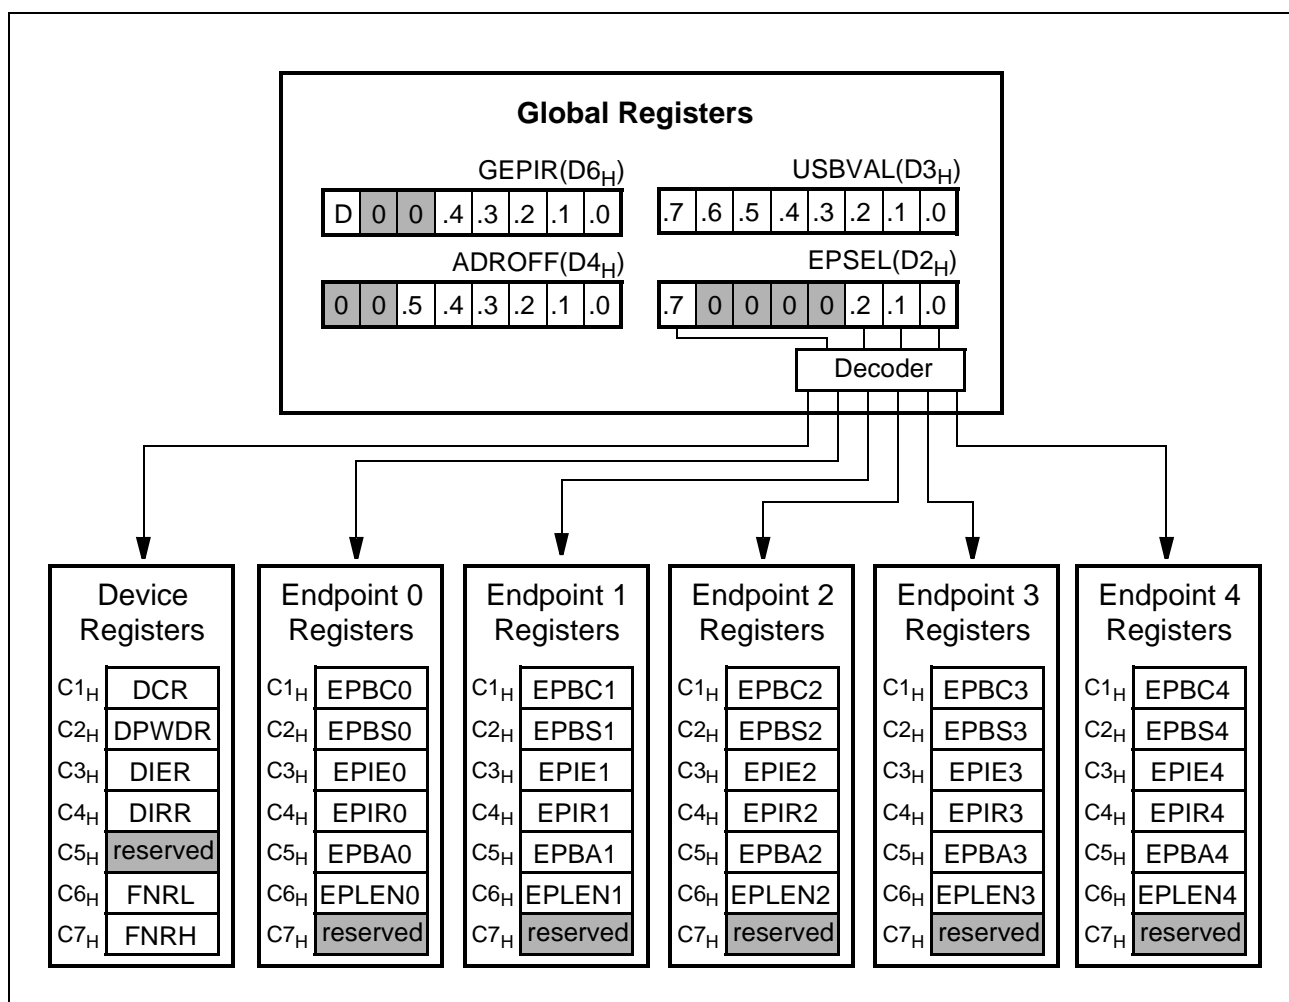 Global Registers
GEPIR(D6H) USBVAL(D3H)
D 0 0 .4 .3 .2 .1 .0 .7 .6 .5 .4 .3 .2 .1 .0
ADROFF(D4H) EPSEL(D2H)
0 0 .5 .4 .3 .2 .1 .0 .7 0 0 0 0 .2 .1 .0
Decoder
Device Registers
C1H DCR
C2H DPWDR
C3H DIER
C4H DIRR
C5H reserved
C6H FNRL
C7H FNRH
Endpoint 0
Registers
C1H EPBC0
C2H EPBS0
C3H EPIE0
C4H EPIR0
C5H EPBA0
C6H EPLEN0
C7H reserved
Endpoint 1
Registers
C1H EPBC1
C2H EPBS1
C3H EPIE1
C4H EPIR1
C5H EPBA1
C6H EPLEN1
C7H reserved
Endpoint 2
Registers
C1H EPBC2
C2H EPBS2
C3H EPIE2
C4H EPIR2
C5H EPBA2
C6H EPLEN2
C7H reserved
Endpoint 3
Registers
C1H EPBC3
C2H EPBS3
C3H EPIE3
C4H EPIR3
C5H EPBA3
C6H EPLEN3
C7H reserved
Endpoint 4
Registers
C1H EPBC4
C2H EPBS4
C3H EPIE4
C4H EPIR4
C5H EPBA4
C6H EPLEN4
C7H reserved